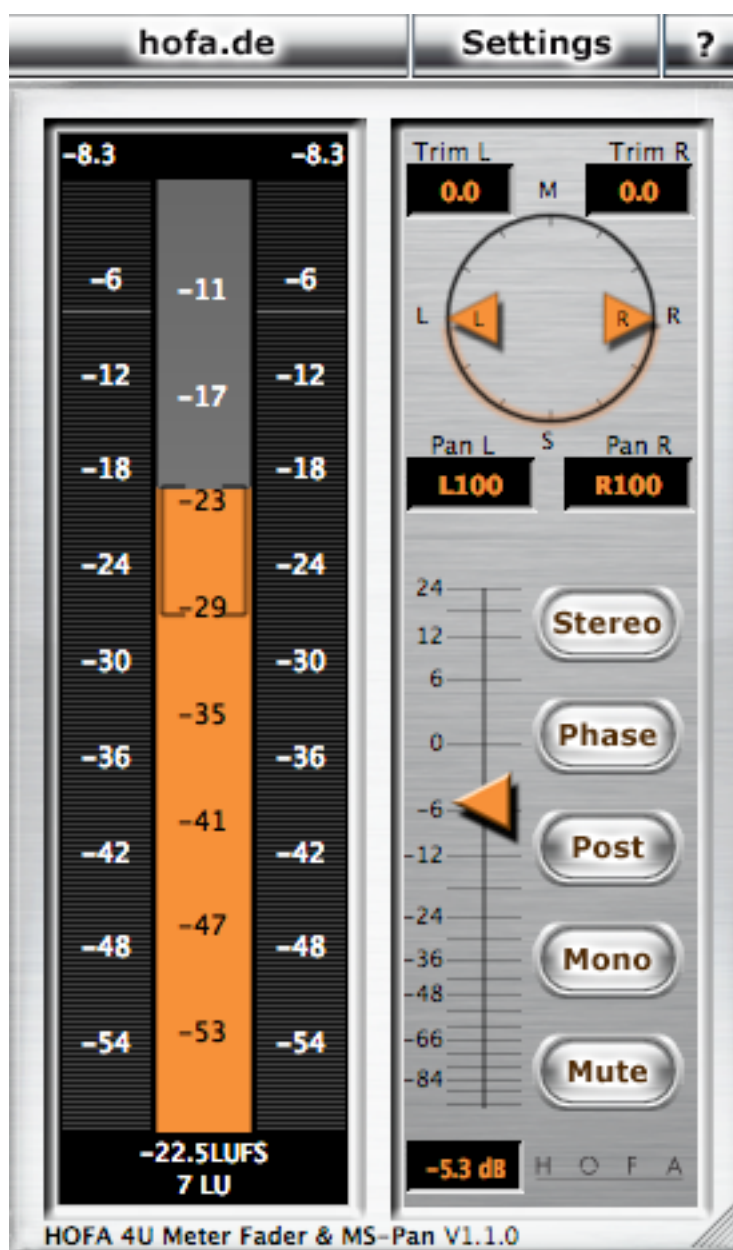 hofa.de Settings ?
-8.3 -8.3
-6 -11 -6
-12 -17 -12
-18 -23 -18
-24 -29 -24
-30 -35 -30
-36 -41 -36
-42 -47 -42
-48 -53 -48
-54 -54
-22.5LUFS
7 LU
Trim L Trim R
0.0 M 0.0
L L R R
Pan L S Pan R
L100 R100
24
12
6
0
-6
-12
-24
-36
-48
-66
-84
Stereo
Phase
Post
Mono
Mute
-5.3 dB HOFA
HOFA 4U Meter Fader & MS-Pan V1.1.0